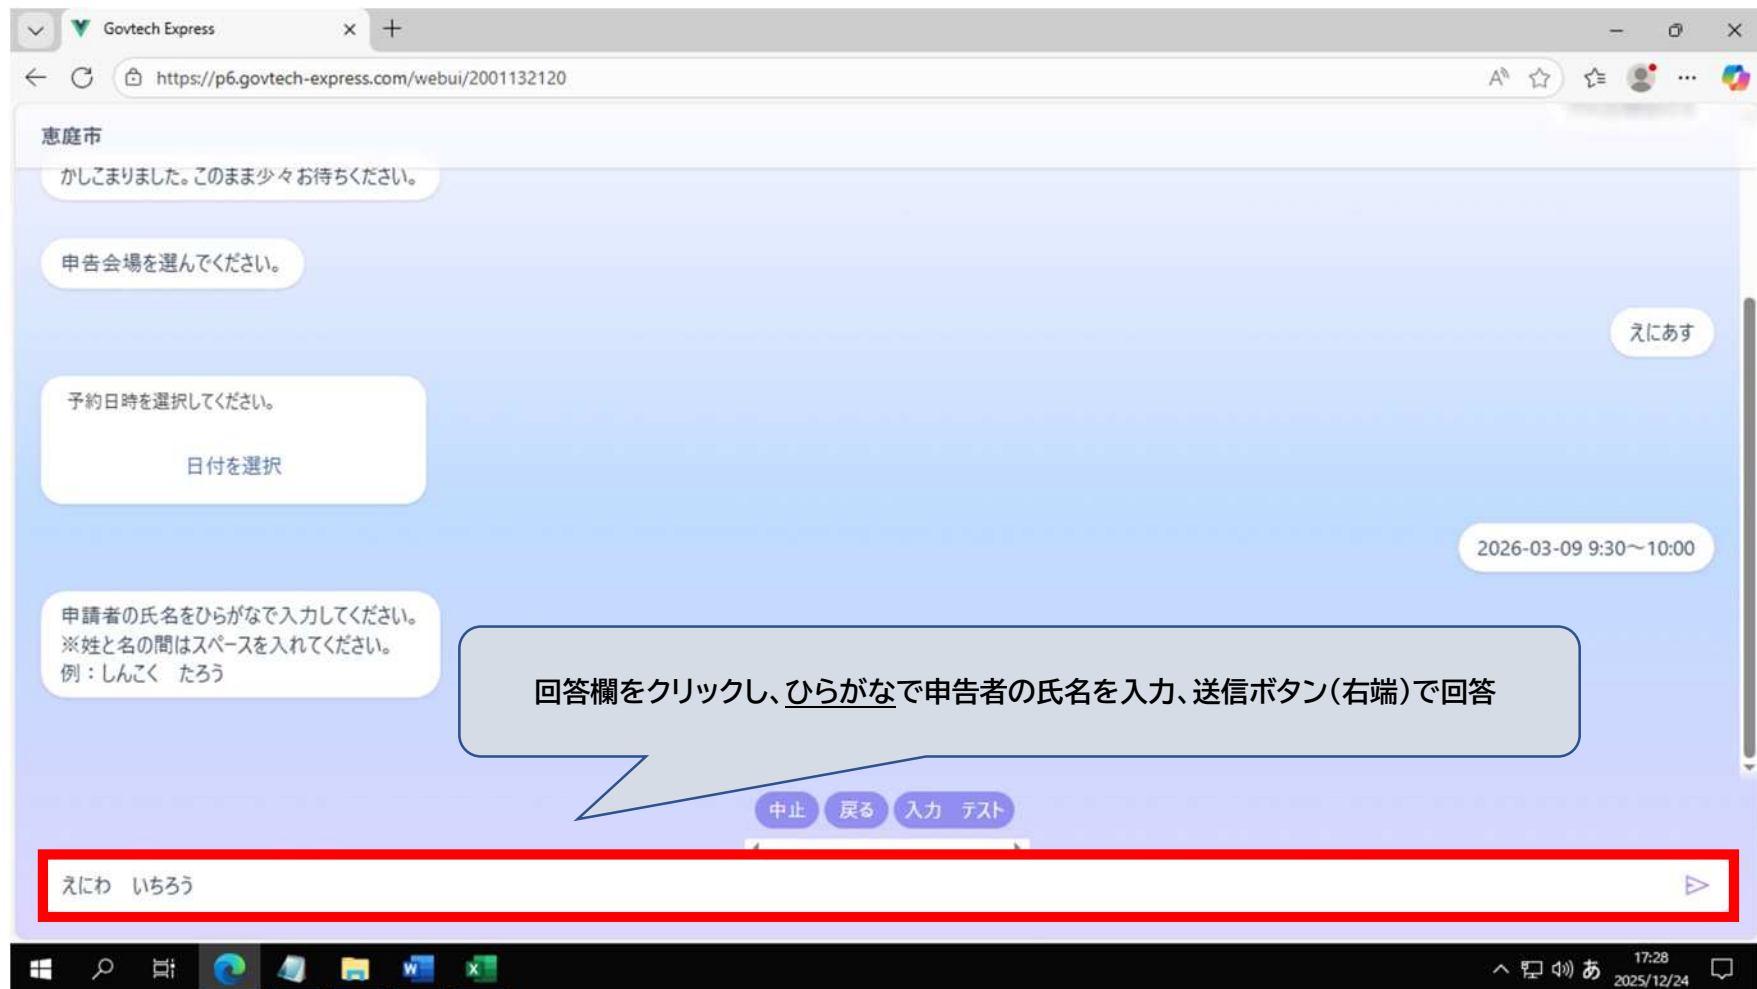 Govtech Express
https://p6.govtech-express.com/webui/2001132120
恵庭市
かしこまりました。このまま少々お待ちください。
申告会場を選んでください。
えにあす
予約日時を選択してください。
日付を選択
2026-03-09 9:30～10:00
申請者の氏名をひらがなで入力してください。
※姓と名の間はスペースを入れてください。
例：しんこく　たろう
回答欄をクリックし、ひらがなで申告者の氏名を入力、送信ボタン（右端）で回答
中止 戻る 入力　テスト
えにわ　いちろう
あ 17:28
2025/12/24